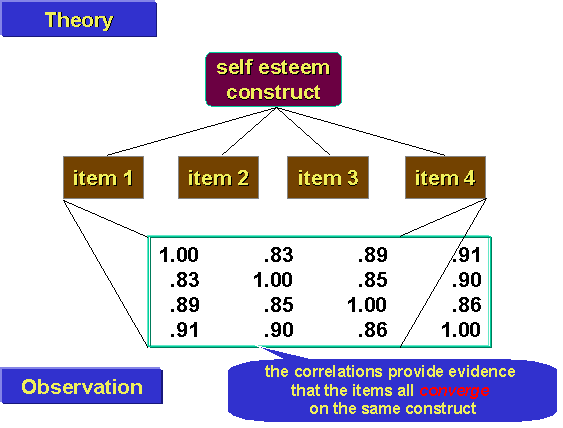 Theory
self esteem
construct
item 1 item 2 item 3 item 4
1.00 .83 .89 .91
.83 1.00 .85 .90
.89 .85 1.00 .86
.91 .90 .86 1.00
Observation
the correlations provide evidence
that the items all converge
on the same construct